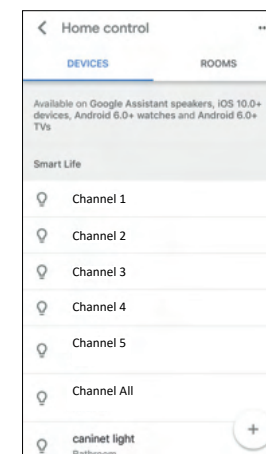 Home control
DEVICES ROOMS
Available on Google Assistant speakers, iOS 10.0+
devices, Android 6.0+ watches and Android 6.0+
TVs
Smart Life
Channel 1
Channel 2
Channel 3
Channel 4
Channel 5
Channel All
caninet light
Bathroom